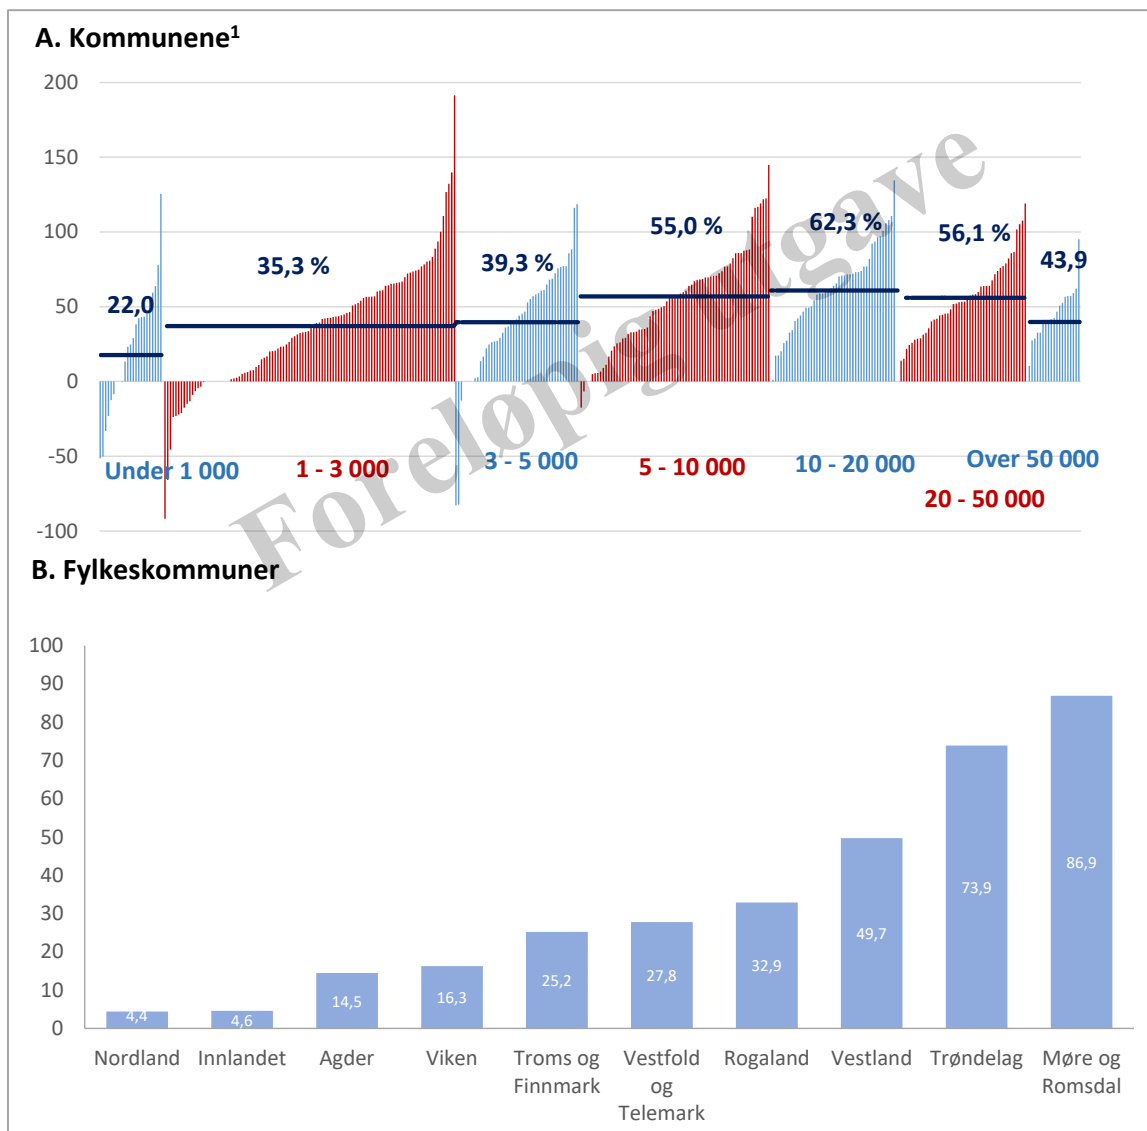 A. Kommunene¹
200
150
100
50
0
-50
-100
22,0
35,3 %
39,3 %
55,0 %
62,3 %
56,1 %
43,9
Under 1 000
1 - 3 000
3 - 5 000
5 - 10 000
10 - 20 000
20 - 50 000
Over 50 000
Foreløpig utgave
B. Fylkeskommuner
100
90
80
70
60
50
40
30
20
10
0
4,4
4,6
14,5
16,3
25,2
27,8
32,9
49,7
73,9
86,9
Nordland
Innlandet
Agder
Viken
Troms og
Finnmark
Vestfold
og
Telemark
Rogaland
Vestland
Trøndelag
Møre og
Romsdal